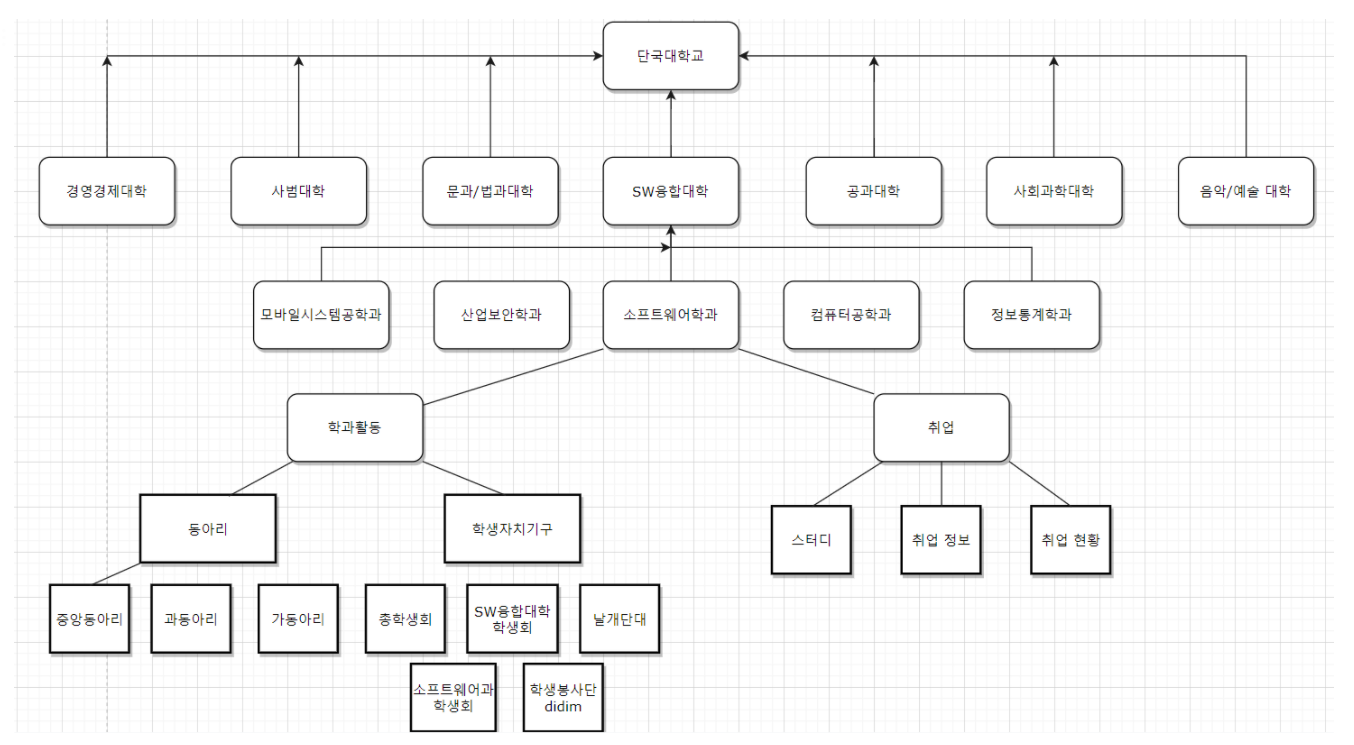 단국대학교
경영경제대학
사범대학
문과/법과대학
SW융합대학
공과대학
사회과학대학
음악/예술 대학
모바일시스템공학과
산업보안학과
소프트웨어학과
컴퓨터공학과
정보통계학과
학과활동
취업
동아리
학생자치기구
스터디
취업 정보
취업 현황
중앙동아리
과동아리
가동아리
총학생회
SW융합대학
학생회
날개단대
소프트웨어과
학생회
학생봉사단
didim